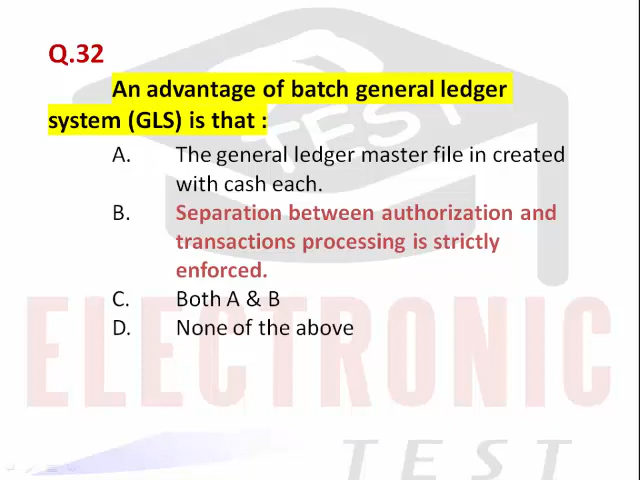 Q.32
An advantage of batch general ledger
system (GLS) is that :
A. The general ledger master file in created
with cash each.
B. Separation between authorization and
transactions processing is strictly
enforced.
C. Both A & B
D. None of the above
TEST
ELECTRONIC
TEST